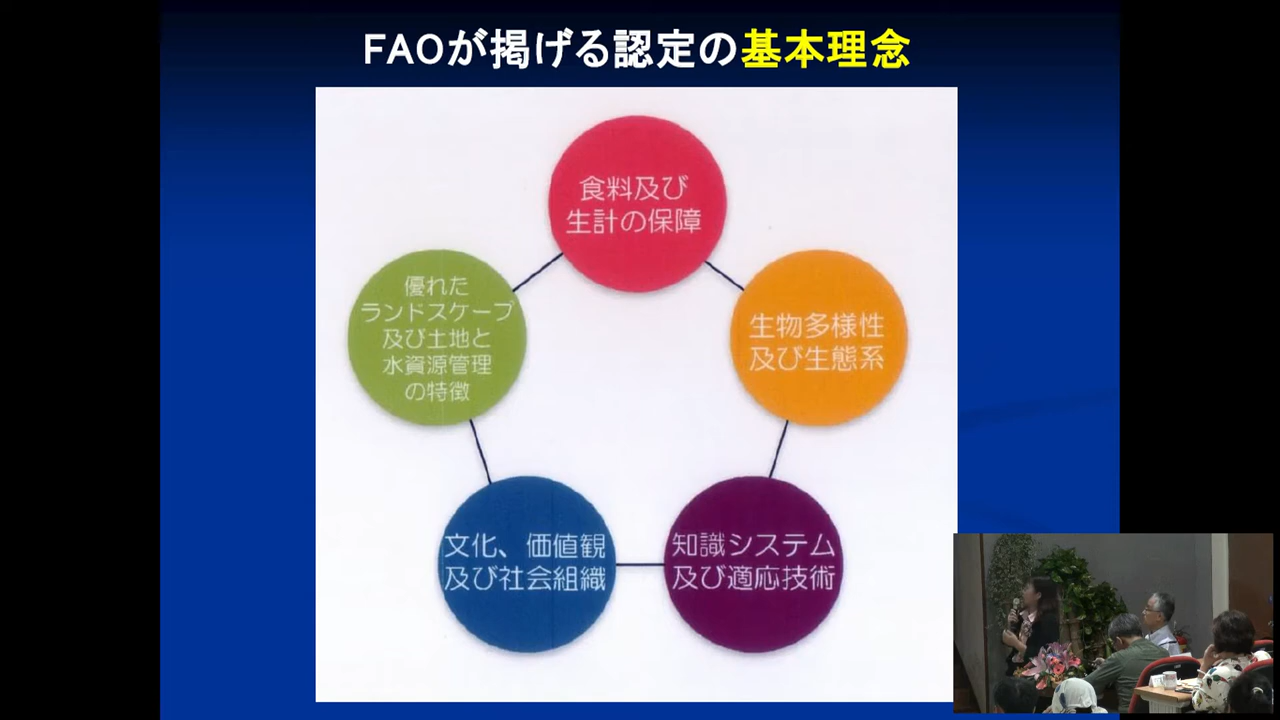 FAOが掲げる認定の基本理念
食料及び
生計の保障
優れた
ランドスケープ
及び土地と
水資源管理
の特徴
生物多様性
及び生態系
文化、価値観
及び社会組織
知識システム
及び適応技術